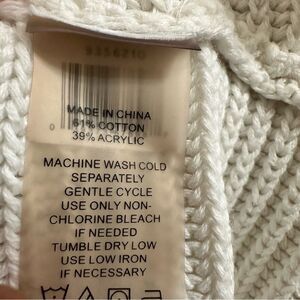 MADE IN CHINA
61% COTTON
39% ACRYLIC
MACHINE WASH COLD
SEPARATELY
GENTLE CYCLE
USE ONLY NON-
CHLORINE BLEACH
IF NEEDED
TUMBLE DRY LOW
USE LOW IRON
IF NECESSARY